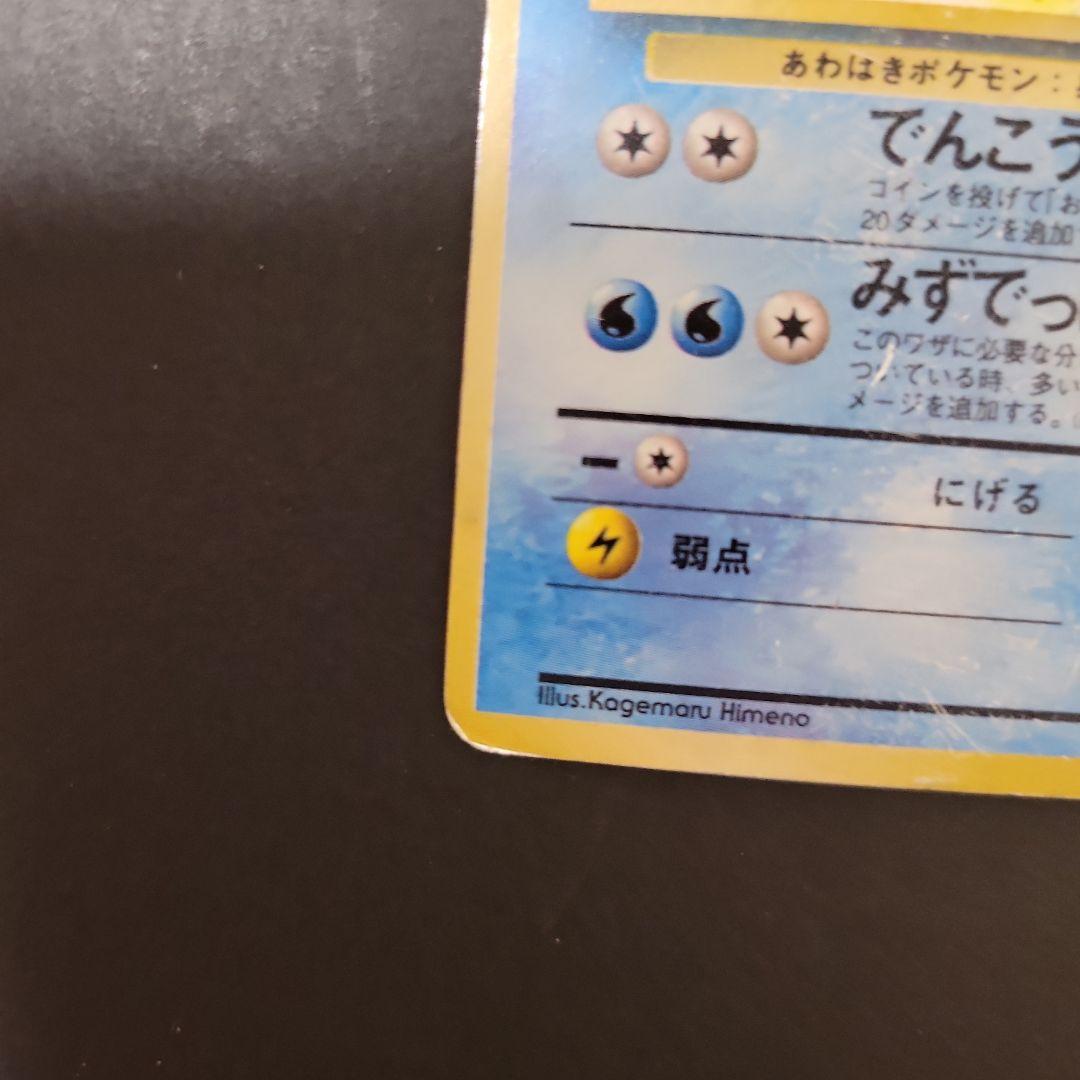 あわはきポケモン：
でんこう
コインを投げて「お
20ダメージを追加
みずでっ
このワザに必要な分
ついている時、多い
メージを追加する。
にげる
弱点
Illus.Kagemaru Himeno